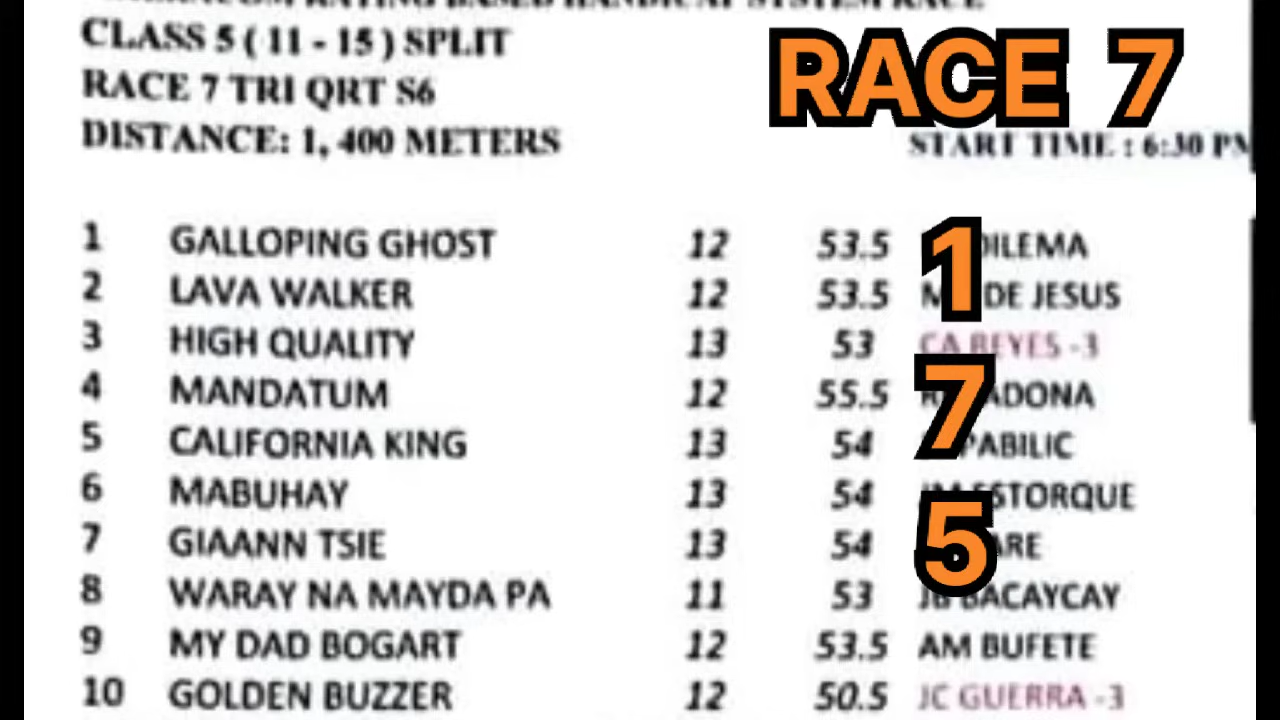 CLASS 5 ( 11 - 15 ) SPLIT
RACE 7
RACE 7 TRI QRT S6
DISTANCE: 1, 400 METERS
START TIME : 6:30 PM
1 GALLOPING GHOST 12 53.5 DILEMA
1
2 LAVA WALKER 12 53.5 DE JESUS
3 HIGH QUALITY 13 53 CA REYES -3
7
4 MANDATUM 12 55.5
5 CALIFORNIA KING 13 54 PABILIC
6 MABUHAY 13 54 ESTORQUE
5
7 GIAANN TSIE 13 54
8 WARAY NA MAYDA PA 11 53 JB BACAYCAY
9 MY DAD BOGART 12 53.5 AM BUFETE
10 GOLDEN BUZZER 12 50.5 JC GUERRA -3